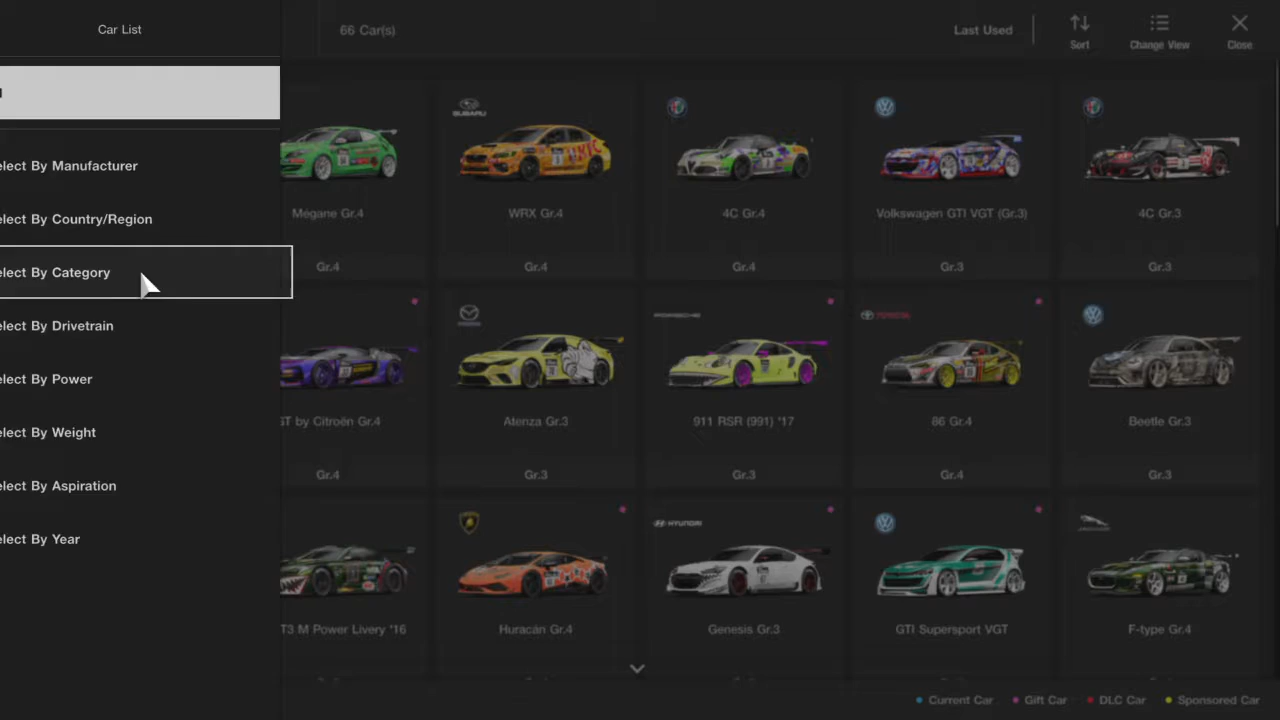 Car List
66 Car(s)
Last Used
Sort
Change View
Close
elect By Manufacturer
elect By Country/Region
elect By Category
elect By Drivetrain
elect By Power
elect By Weight
elect By Aspiration
elect By Year
SUBARU
Mégane Gr.4
WRX Gr.4
4C Gr.4
Volkswagen GTI VGT (Gr.3)
4C Gr.3
Gr.4
Gr.4
Gr.4
Gr.3
Gr.3
PORSCHE
TOYOTA
GT by Citroën Gr.4
Atenza Gr.3
911 RSR (991) '17
86 Gr.4
Beetle Gr.3
Gr.4
Gr.3
Gr.3
Gr.4
Gr.3
HYUNDAI
T3 M Power Livery '16
Huracán Gr.4
Genesis Gr.3
GTI Supersport VGT
F-type Gr.4
Current Car
Gift Car
DLC Car
Sponsored Car